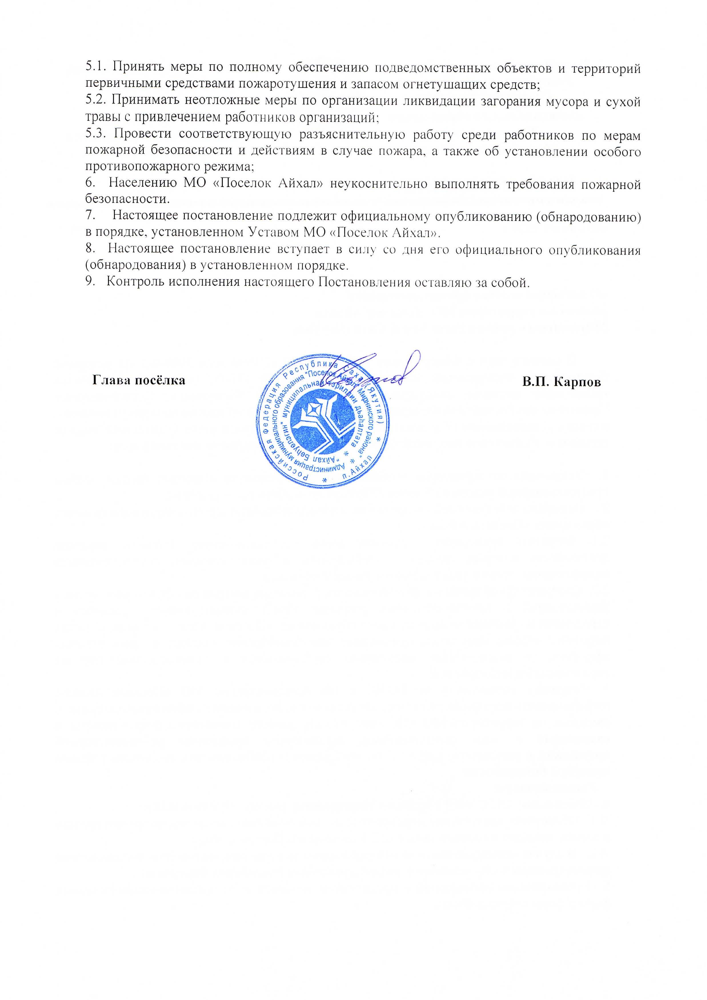 5.1. Принять меры по полному обеспечению подведомственных объектов и территорий
первичными средствами пожаротушения и запасом огнетушащих средств;
5.2. Принимать неотложные меры по организации ликвидации загорания мусора и сухой
травы с привлечением работников организаций;
5.3. Провести соответствующую разъяснительную работу среди работников по мерам
пожарной безопасности и действиям в случае пожара, а также об установлении особого
противопожарного режима;
6. Населению МО «Поселок Айхал» неукоснительно выполнять требования пожарной
безопасности.
7. Настоящее постановление подлежит официальному опубликованию (обнародованию)
в порядке, установленном Уставом МО «Поселок Айхал».
8. Настоящее постановление вступает в силу со дня его официального опубликования
(обнародования) в установленном порядке.
9. Контроль исполнения настоящего Постановления оставляю за собой.
Глава посёлка
В.П. Карпов
Российская Федерация Республика Саха (Якутия) * п.Айхал *
Администрация муниципального образования "Поселок Айхал" Мирнинского района" *
"Айхал Бөһүөлэгин" муниципальнай тэриллии дьаһалтата *